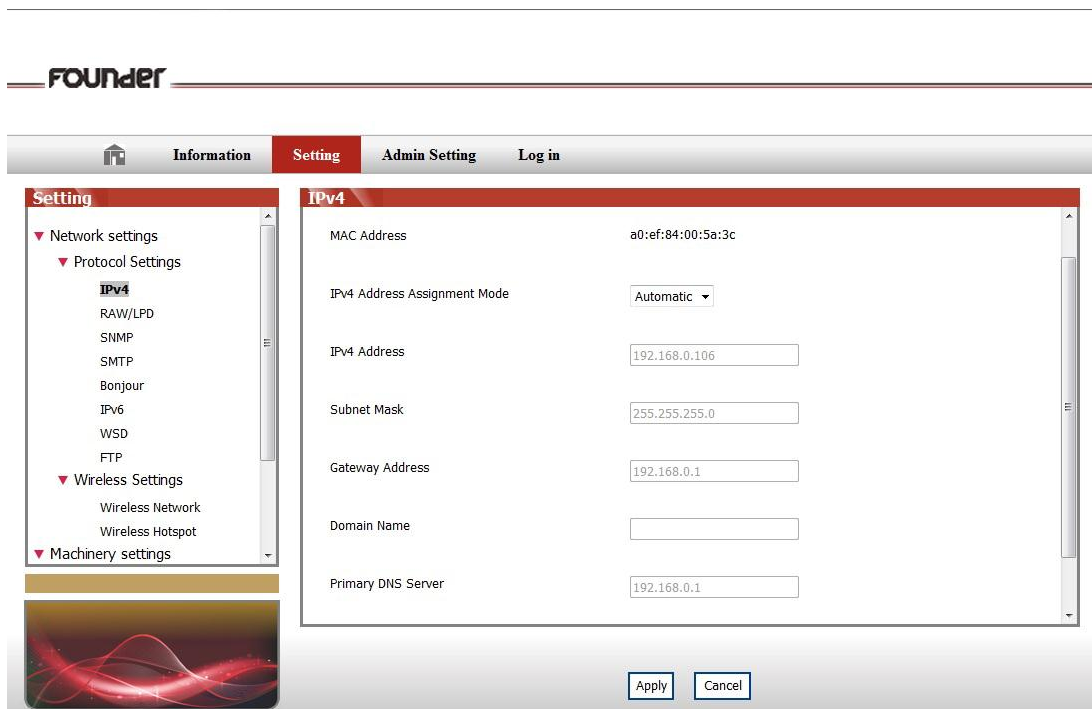 Founder
Information Setting Admin Setting Log in
Setting
Network settings
Protocol Settings
IPv4
RAW/LPD
SNMP
SMTP
Bonjour
IPv6
WSD
FTP
Wireless Settings
Wireless Network
Wireless Hotspot
Machinery settings
IPv4
MAC Address a0:ef:84:00:5a:3c
IPv4 Address Assignment Mode Automatic
IPv4 Address 192.168.0.106
Subnet Mask 255.255.255.0
Gateway Address 192.168.0.1
Domain Name
Primary DNS Server 192.168.0.1
Apply Cancel